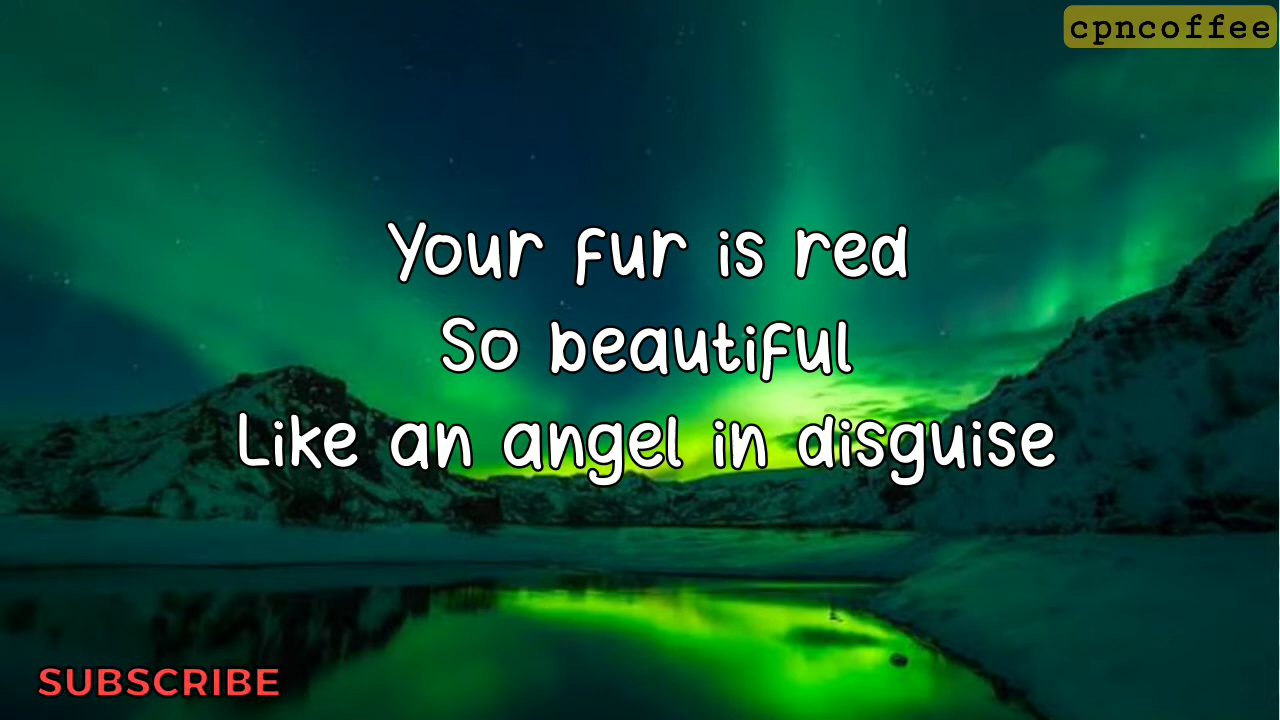 cpncoffee
Your fur is red
So beautiful
Like an angel in disguise
SUBSCRIBE